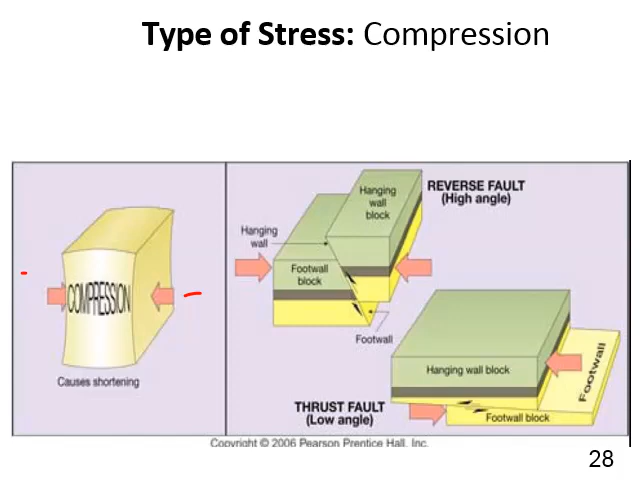 Type of Stress: Compression
COMPRESSION
Causes shortening
Hanging
wall
block
REVERSE FAULT
(High angle)
Hanging
wall
Footwall
block
Footwall
Hanging wall block
Footwall
THRUST FAULT
(Low angle)
Footwall block
Copyright © 2006 Pearson Prentice Hall, Inc.
28